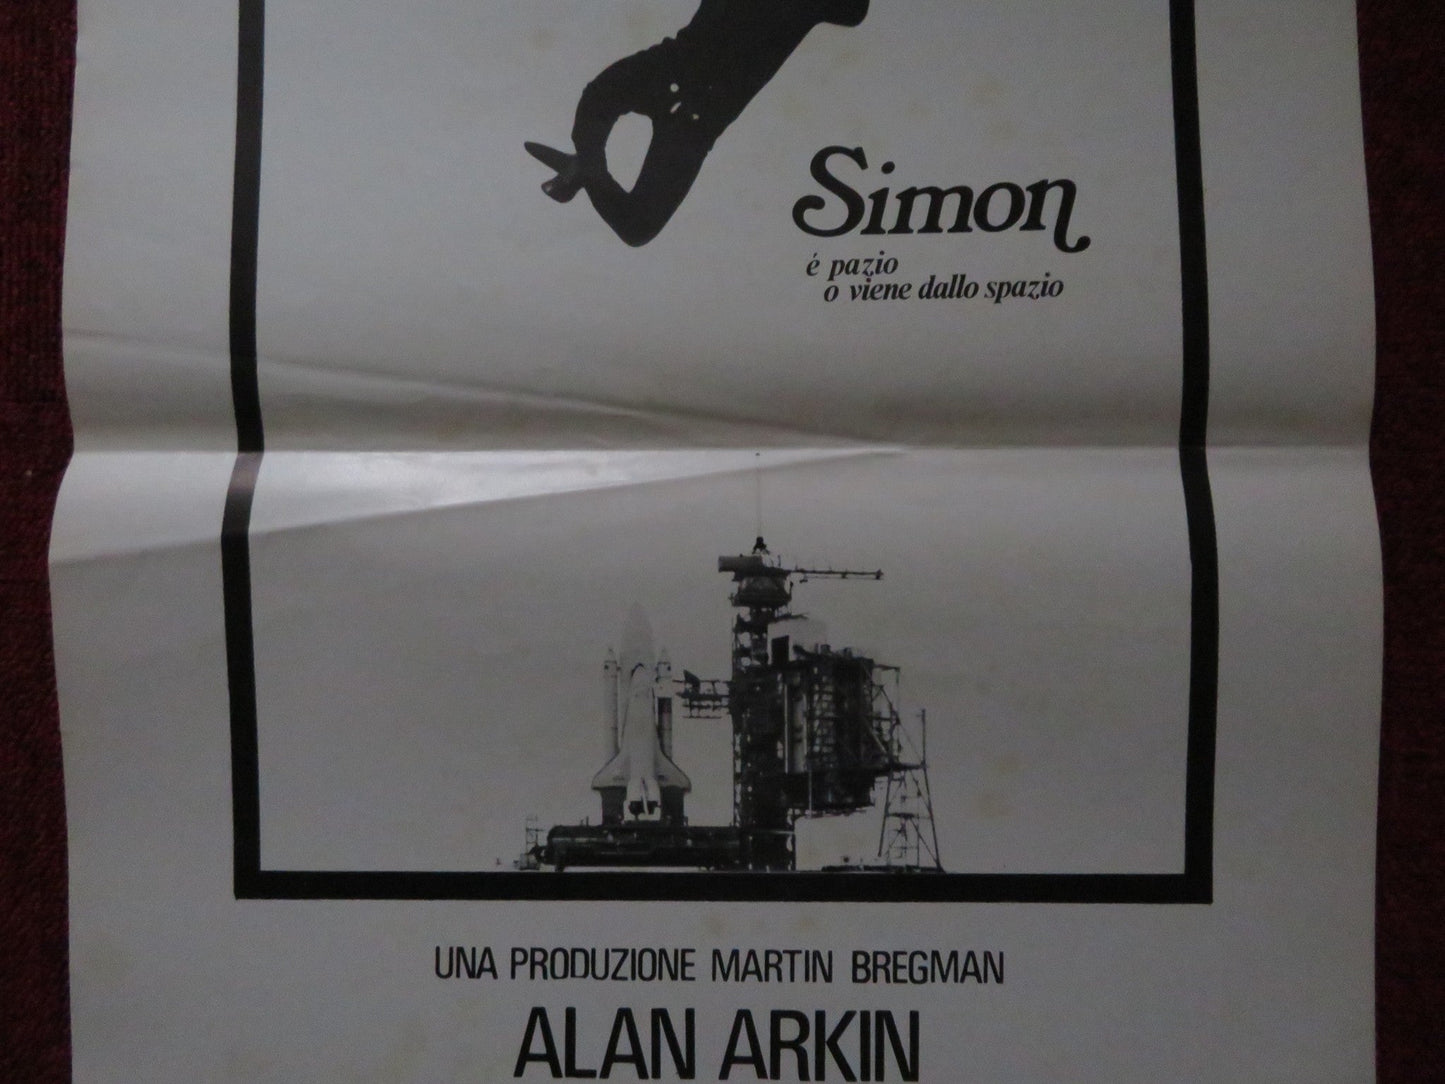 Simon
é pazio
o viene dallo spazio
UNA PRODUZIONE MARTIN BREGMAN
ALAN ARKIN